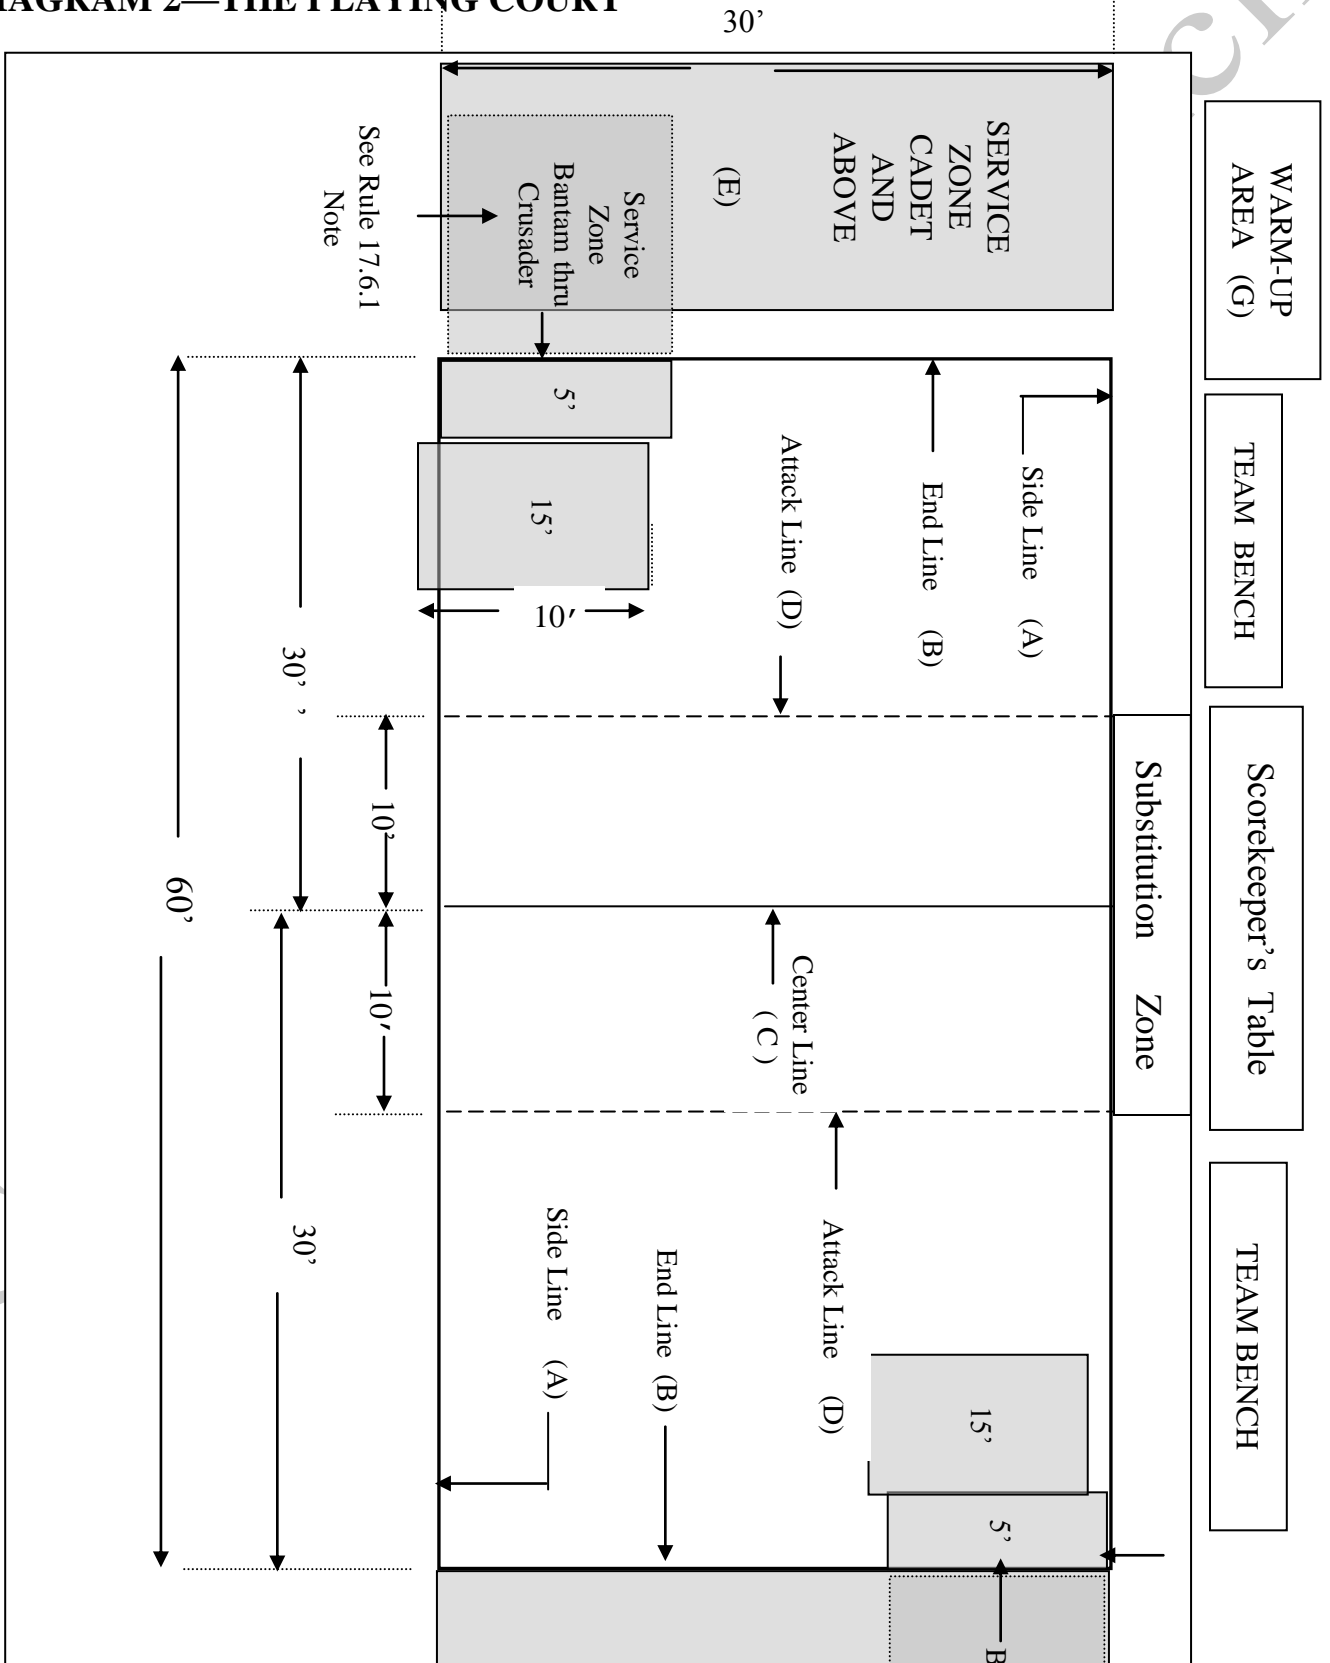 DIAGRAM 2—THE PLAYING COURT
30’
WARM-UP
AREA (G)
SERVICE
ZONE
CADET
AND
ABOVE
(E)
Service
Zone
Bantam thru
Crusader
See Rule 17.6.1
Note
5’
15’
10′
TEAM BENCH
Side Line (A)
End Line (B)
Attack Line (D)
30’ ’
10’
Scorekeeper’s Table
Substitution Zone
60’
Center Line
( C )
10′
30’
TEAM BENCH
Attack Line (D)
End Line (B)
Side Line (A)
15’
5’
B